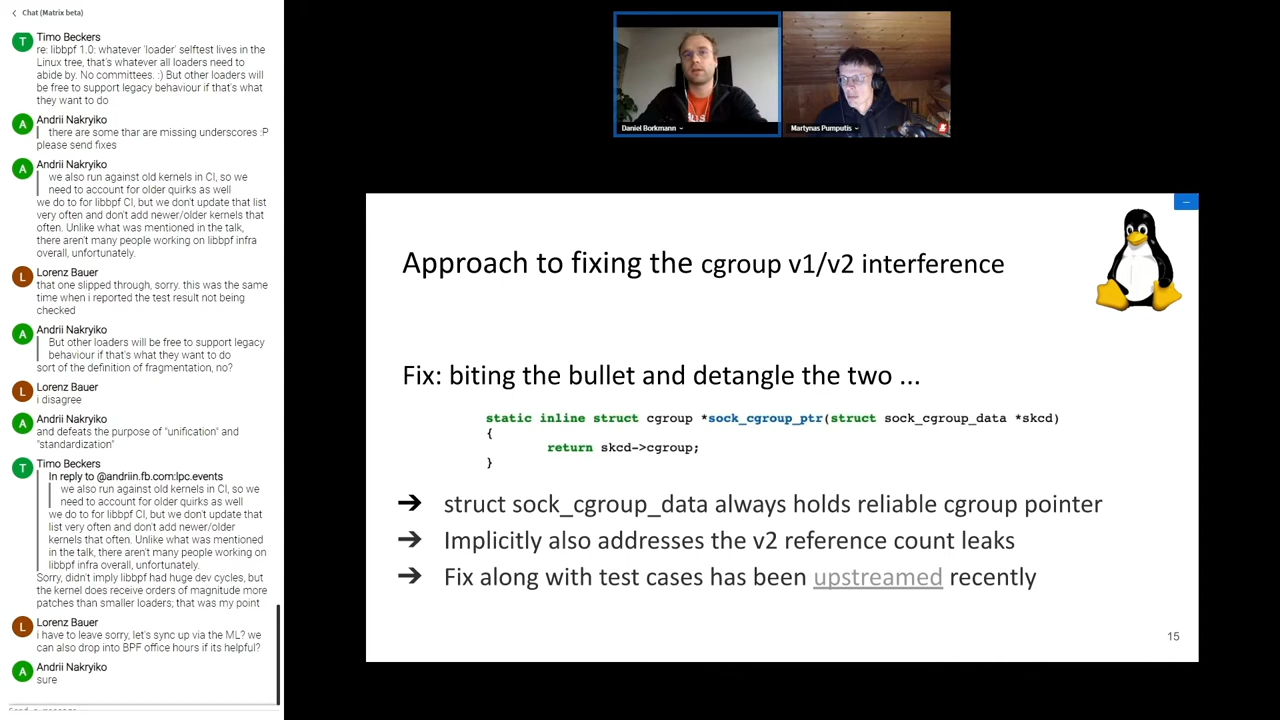 Chat (Matrix beta)
T
Timo Beckers
re: libbpf 1.0: whatever 'loader' selftest lives in the
Linux tree, that's whatever all loaders need to
abide by. No committees. :) But other loaders will
be free to support legacy behaviour if that's what
they want to do
A
Andrii Nakryiko
there are some thar are missing underscores :P
please send fixes
A
Andrii Nakryiko
we also run against old kernels in CI, so we
need to account for older quirks as well
we do to for libbpf CI, but we don't update that list
very often and don't add newer/older kernels that
often. Unlike what was mentioned in the talk,
there aren't many people working on libbpf infra
overall, unfortunately.
L
Lorenz Bauer
that one slipped through, sorry. this was the same
time when i reported the test result not being
checked
A
Andrii Nakryiko
But other loaders will be free to support legacy
behaviour if that's what they want to do
sort of the definition of fragmentation, no?
L
Lorenz Bauer
i disagree
A
Andrii Nakryiko
and defeats the purpose of "unification" and
"standardization"
T
Timo Beckers
In reply to @andriin.fb.com:lpc.events
we also run against old kernels in CI, so we
need to account for older quirks as well
we do to for libbpf CI, but we don't update that
list very often and don't add newer/older
kernels that often. Unlike what was mentioned
in the talk, there aren't many people working on
libbpf infra overall, unfortunately.
Sorry, didn't imply libbpf had huge dev cycles, but
the kernel does receive orders of magnitude more
patches than smaller loaders; that was my point
L
Lorenz Bauer
i have to leave sorry, let's sync up via the ML? we
can also drop into BPF office hours if its helpful?
A
Andrii Nakryiko
sure
Daniel Borkmann
Martynas Pumputis
Approach to fixing the cgroup v1/v2 interference
Fix: biting the bullet and detangle the two ...
static inline struct cgroup *sock_cgroup_ptr(struct sock_cgroup_data *skcd)
{
return skcd->cgroup;
}
➔ struct sock_cgroup_data always holds reliable cgroup pointer
➔ Implicitly also addresses the v2 reference count leaks
➔ Fix along with test cases has been upstreamed recently
15